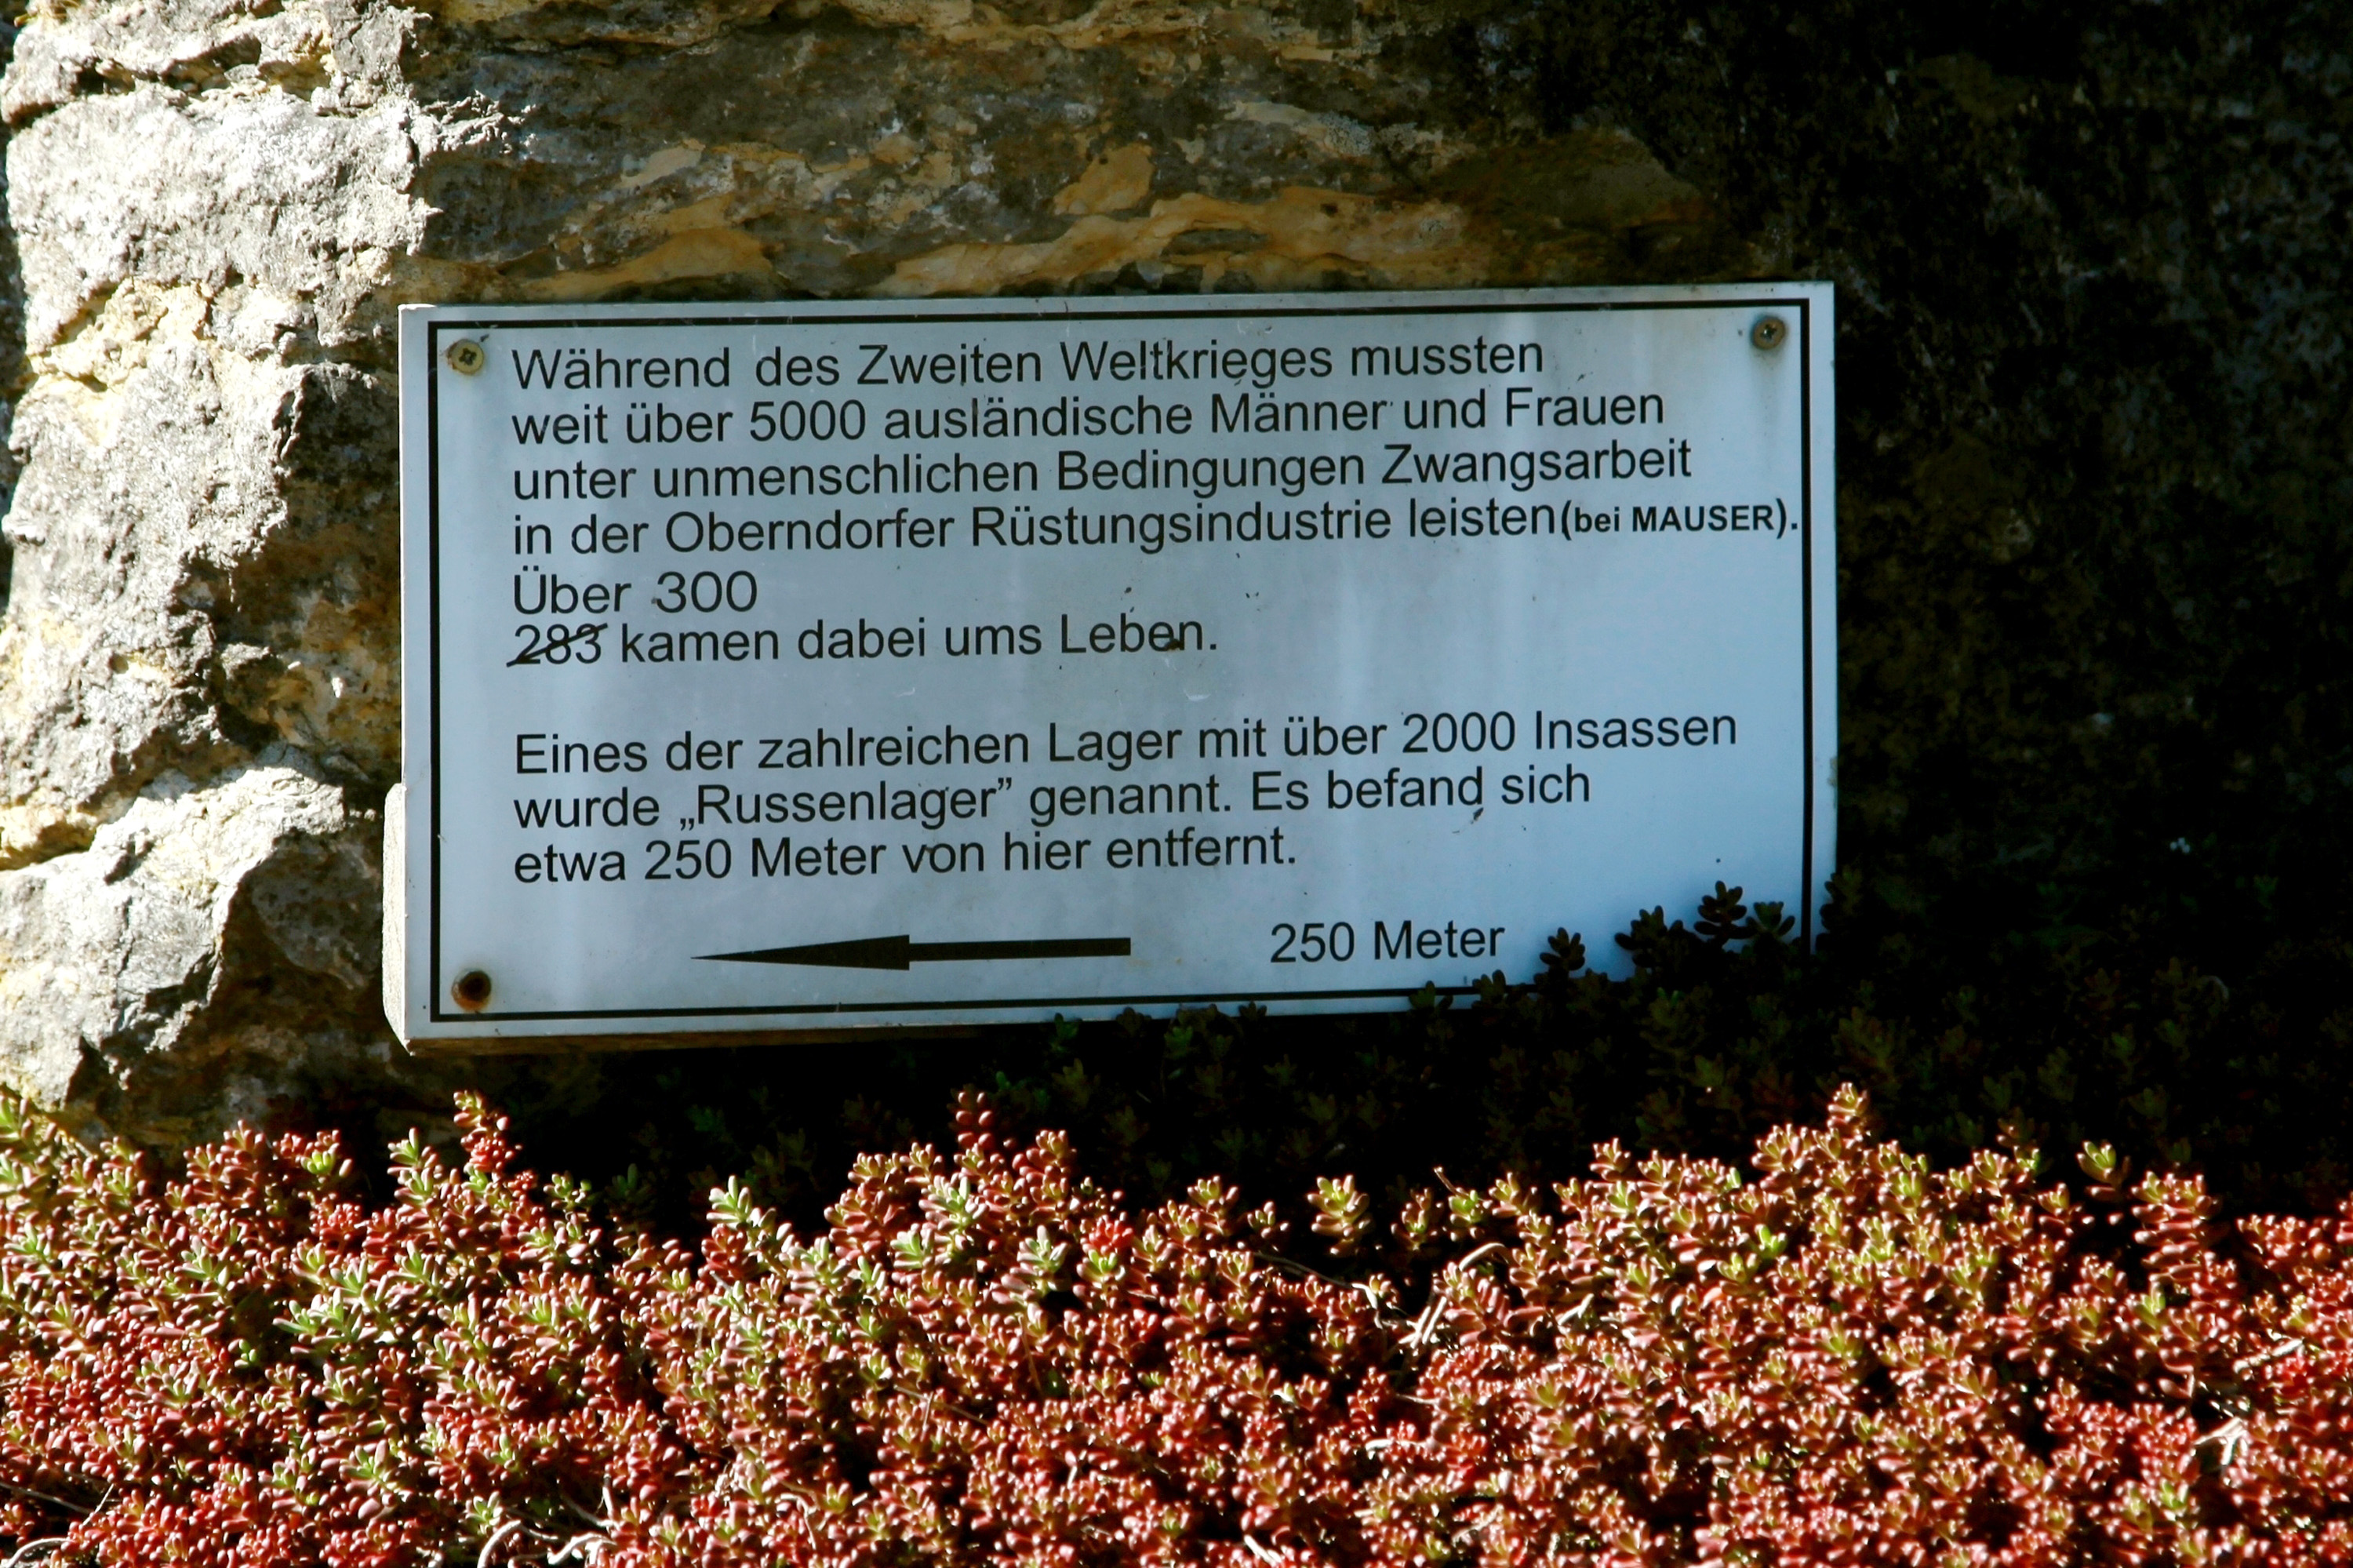 Während des Zweiten Weltkrieges mussten
weit über 5000 ausländische Männer und Frauen
unter unmenschlichen Bedingungen Zwangsarbeit
in der Oberndorfer Rüstungsindustrie leisten(bei MAUSER).
Über 300
283 kamen dabei ums Leben.
Eines der zahlreichen Lager mit über 2000 Insassen
wurde „Russenlager” genannt. Es befand sich
etwa 250 Meter von hier entfernt.
250 Meter